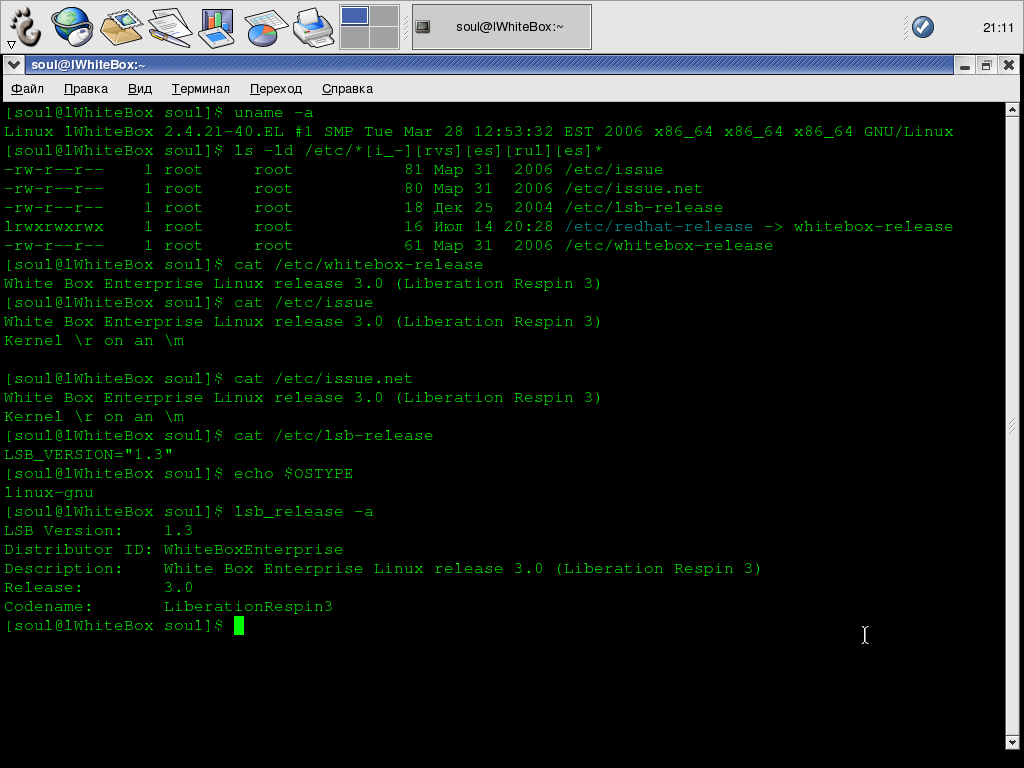 soul@lWhiteBox:~
21:11
soul@lWhiteBox:~
Файл Правка Вид Терминал Переход Справка
[soul@lWhiteBox soul]$ uname -a
Linux lWhiteBox 2.4.21-40.EL #1 SMP Tue Mar 28 12:53:32 EST 2006 x86_64 x86_64 x86_64 GNU/Linux
[soul@lWhiteBox soul]$ ls -ld /etc/*[i_-][rvs][es][rul][es]*
-rw-r--r--    1 root     root           81 Мар 31  2006 /etc/issue
-rw-r--r--    1 root     root           80 Мар 31  2006 /etc/issue.net
-rw-r--r--    1 root     root           18 Дек 25  2004 /etc/lsb-release
lrwxrwxrwx    1 root     root           16 Июл 14 20:28 /etc/redhat-release -> whitebox-release
-rw-r--r--    1 root     root           61 Мар 31  2006 /etc/whitebox-release
[soul@lWhiteBox soul]$ cat /etc/whitebox-release
White Box Enterprise Linux release 3.0 (Liberation Respin 3)
[soul@lWhiteBox soul]$ cat /etc/issue
White Box Enterprise Linux release 3.0 (Liberation Respin 3)
Kernel \r on an \m
[soul@lWhiteBox soul]$ cat /etc/issue.net
White Box Enterprise Linux release 3.0 (Liberation Respin 3)
Kernel \r on an \m
[soul@lWhiteBox soul]$ cat /etc/lsb-release
LSB_VERSION="1.3"
[soul@lWhiteBox soul]$ echo $OSTYPE
linux-gnu
[soul@lWhiteBox soul]$ lsb_release -a
LSB Version:    1.3
Distributor ID: WhiteBoxEnterprise
Description:    White Box Enterprise Linux release 3.0 (Liberation Respin 3)
Release:        3.0
Codename:       LiberationRespin3
[soul@lWhiteBox soul]$